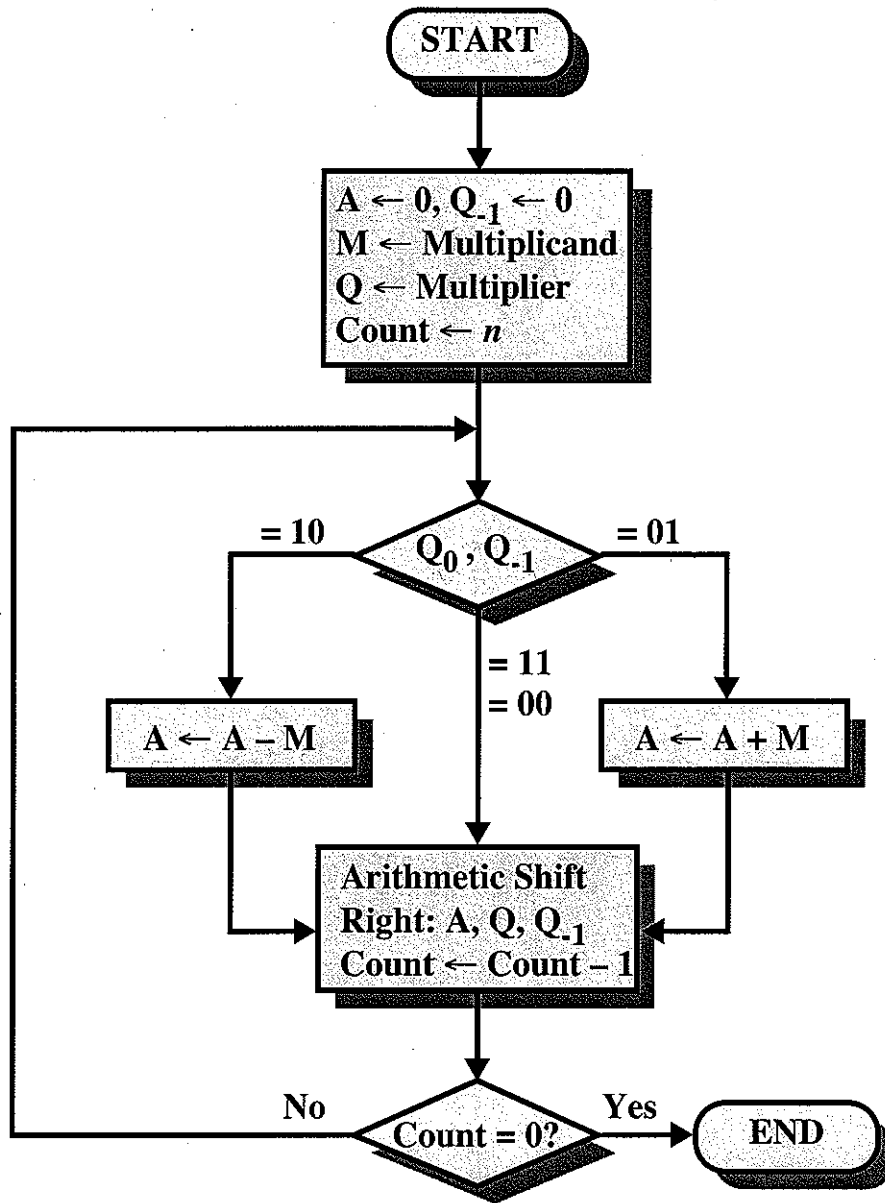 START
A ← 0, Q₋₁ ← 0
M ← Multiplicand
Q ← Multiplier
Count ← n
= 10
Q₀ , Q₋₁
= 01
= 11
= 00
A ← A – M
A ← A + M
Arithmetic Shift
Right: A, Q, Q₋₁
Count ← Count – 1
No
Count = 0?
Yes
END